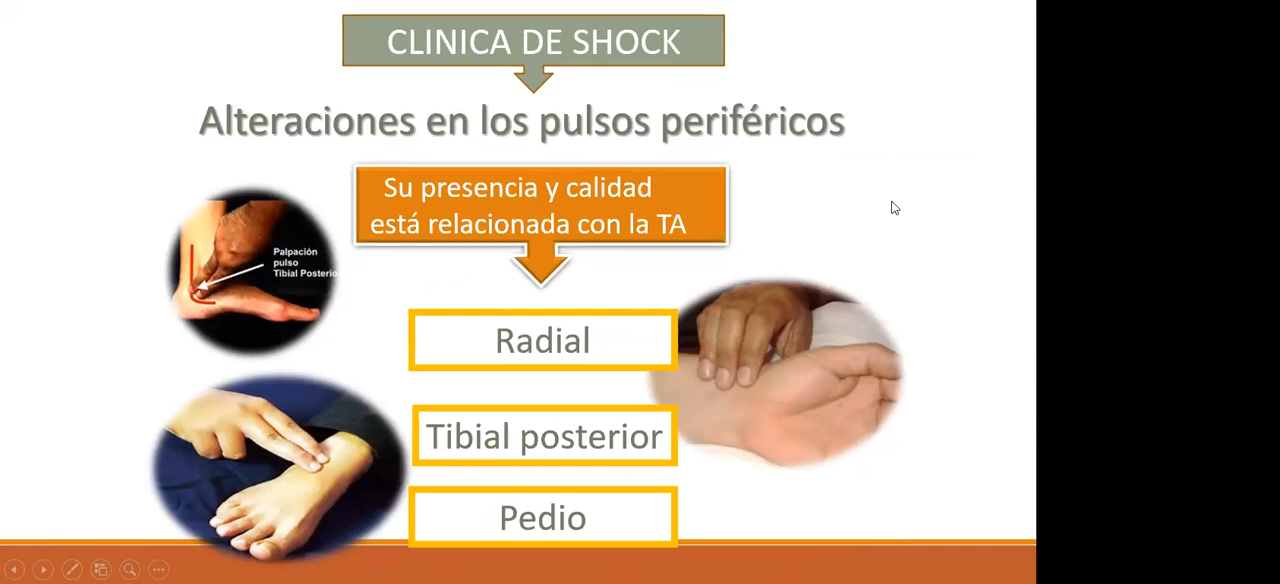 CLINICA DE SHOCK
Alteraciones en los pulsos periféricos
Su presencia y calidad
está relacionada con la TA
Palpación
pulso
Tibial Posterio
Radial
Tibial posterior
Pedio